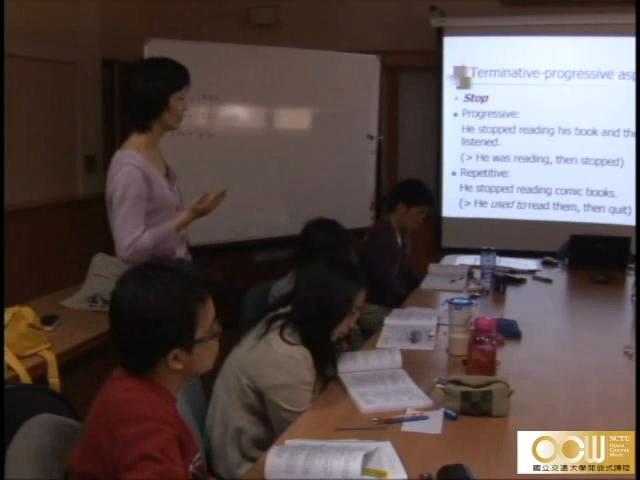 Terminative-progressive asp
Stop
Progressive:
He stopped reading his book and the
listened.
(> He was reading, then stopped)
Repetitive:
He stopped reading comic books.
(> He used to read them, then quit)
OCW
NCTU
Open Course
Ware
國立交通大學開放式課程